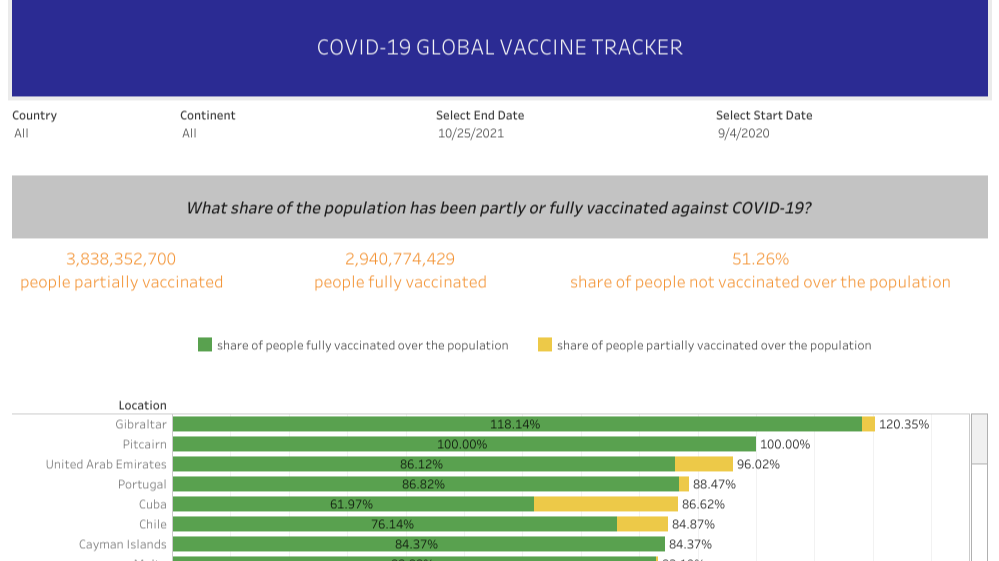 COVID-19 GLOBAL VACCINE TRACKER
Country Continent Select End Date Select Start Date
All All 10/25/2021 9/4/2020
What share of the population has been partly or fully vaccinated against COVID-19?
3,838,352,700 2,940,774,429 51.26%
people partially vaccinated people fully vaccinated share of people not vaccinated over the population
share of people fully vaccinated over the population share of people partially vaccinated over the population
Location
Gibraltar 118.14% 120.35%
Pitcairn 100.00% 100.00%
United Arab Emirates 86.12% 96.02%
Portugal 86.82% 88.47%
Cuba 61.97% 86.62%
Chile 76.14% 84.87%
Cayman Islands 84.37% 84.37%